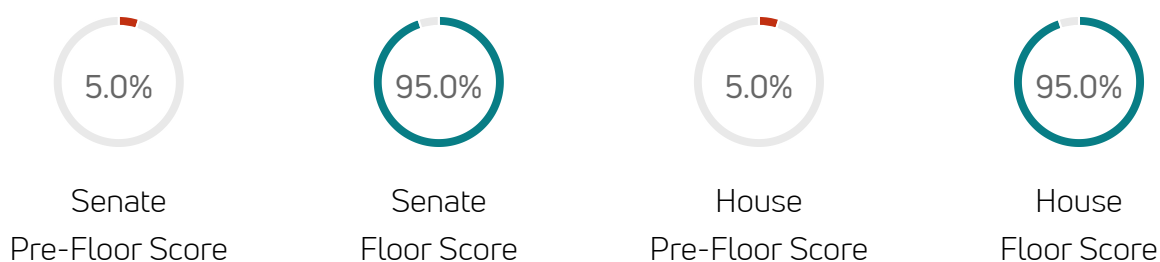 5.0%
Senate
Pre-Floor Score
95.0%
Senate
Floor Score
5.0%
House
Pre-Floor Score
95.0%
House
Floor Score